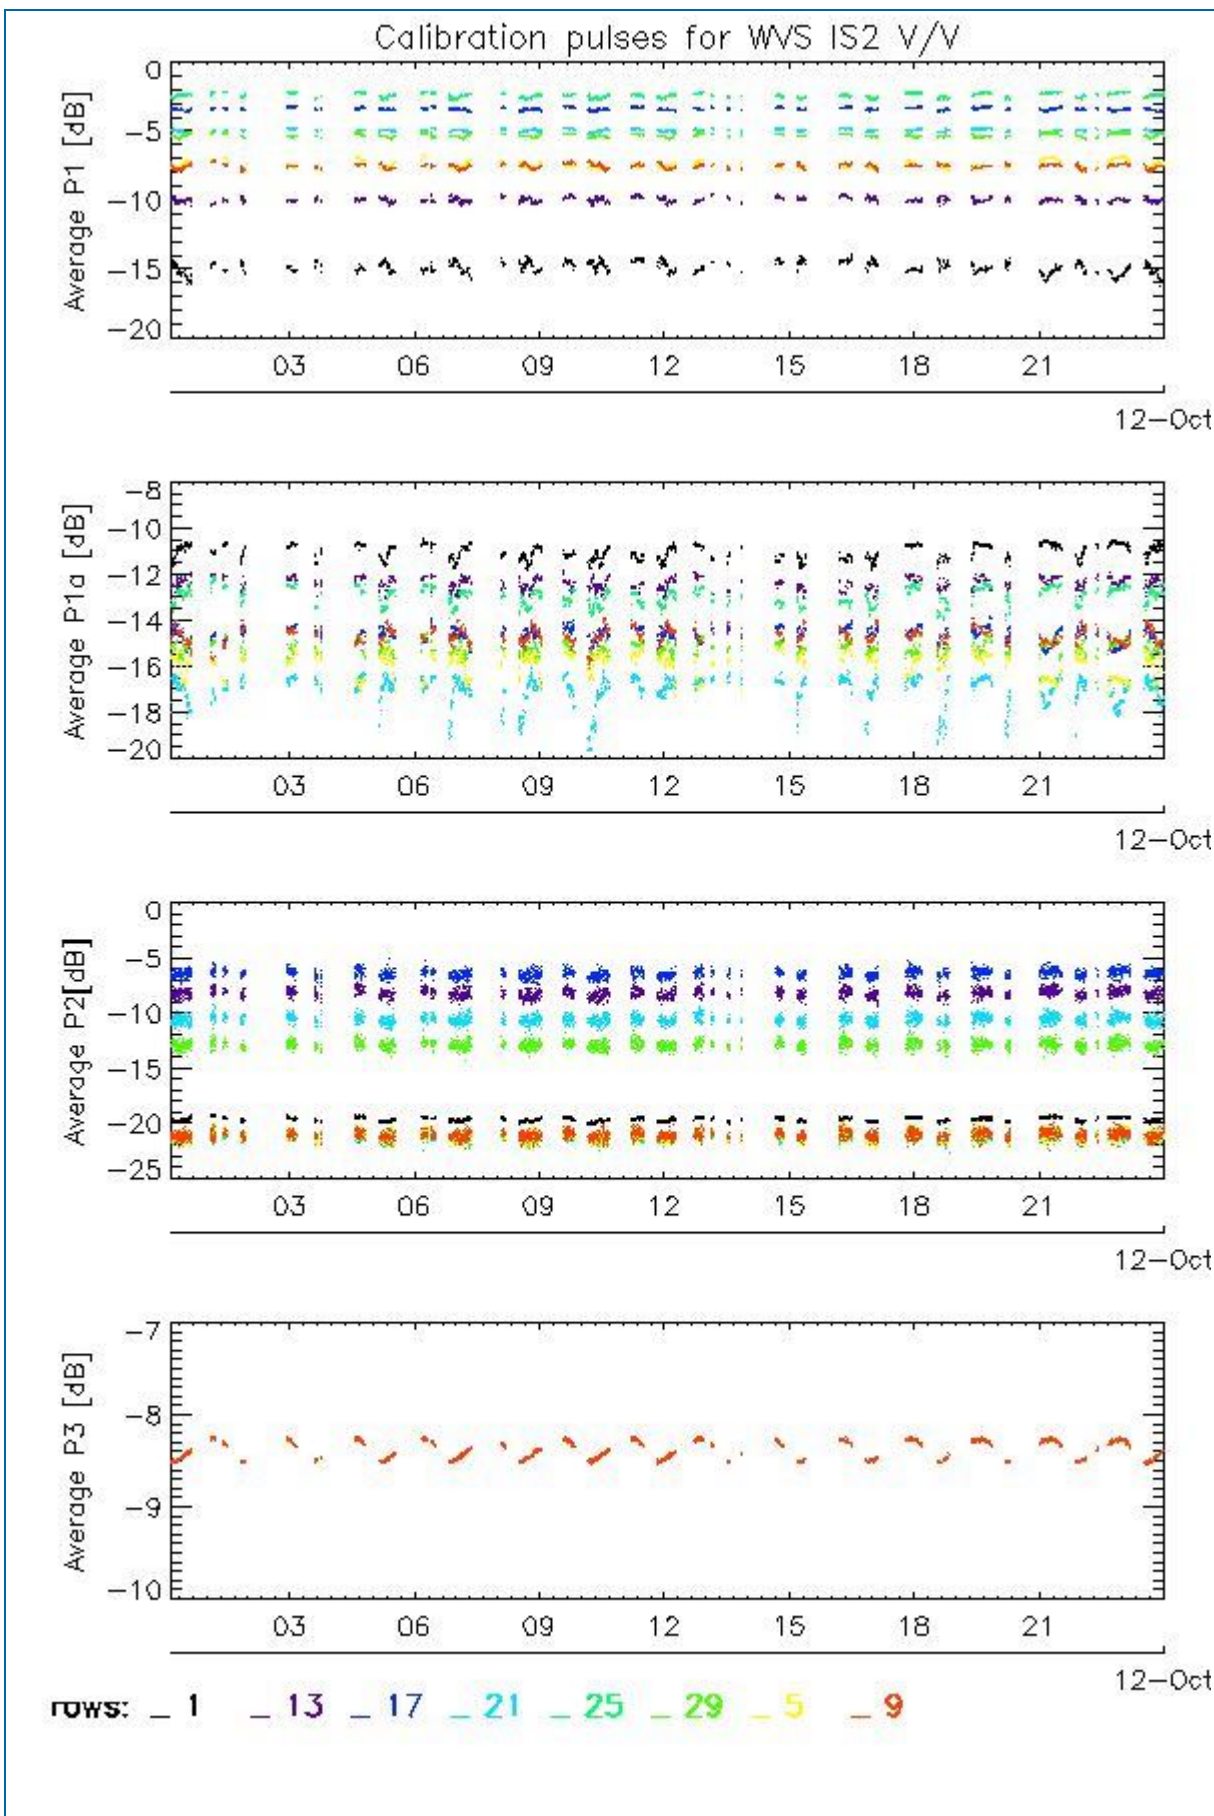 Calibration pulses for WVS IS2 V/V
Average P1 [dB]
0
-5
-10
-15
-20
03 06 09 12 15 18 21
12-Oct
Average P1a [dB]
-8
-10
-12
-14
-16
-18
-20
03 06 09 12 15 18 21
12-Oct
Average P2[dB]
0
-5
-10
-15
-20
-25
03 06 09 12 15 18 21
12-Oct
Average P3 [dB]
-7
-8
-9
-10
03 06 09 12 15 18 21
12-Oct
rows: _ 1 _ 13 _ 17 _ 21 _ 25 _ 29 _ 5 _ 9